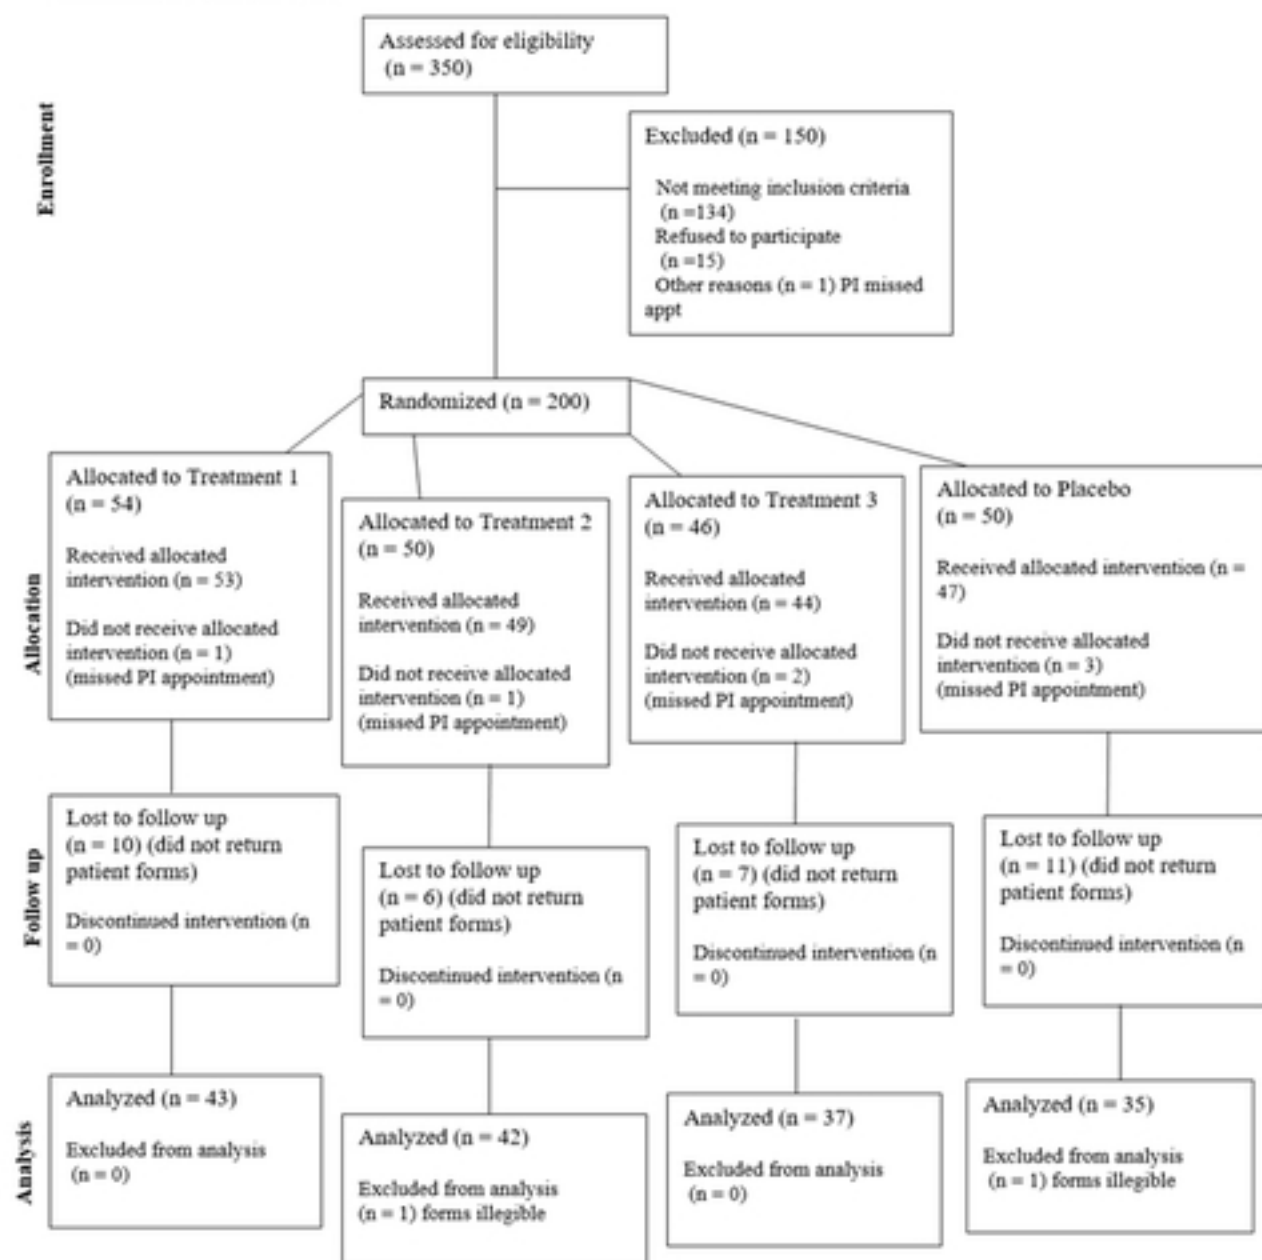 Assessed for eligibility
(n = 350)
Enrollment
Excluded (n = 150)
Not meeting inclusion criteria
(n =134)
Refused to participate
(n =15)
Other reasons (n = 1) PI missed
appt
Randomized (n = 200)
Allocation
Allocated to Treatment 1
(n = 54)
Received allocated
intervention (n = 53)
Did not receive allocated
intervention (n = 1)
(missed PI appointment)
Allocated to Treatment 2
(n = 50)
Received allocated
intervention (n = 49)
Did not receive allocated
intervention (n = 1)
(missed PI appointment)
Allocated to Treatment 3
(n = 46)
Received allocated
intervention (n = 44)
Did not receive allocated
intervention (n = 2)
(missed PI appointment)
Allocated to Placebo
(n = 50)
Received allocated intervention (n =
47)
Did not receive allocated
intervention (n = 3)
(missed PI appointment)
Follow up
Lost to follow up
(n = 10) (did not return
patient forms)
Discontinued intervention (n
= 0)
Lost to follow up
(n = 6) (did not return
patient forms)
Discontinued intervention (n
= 0)
Lost to follow up
(n = 7) (did not return
patient forms)
Discontinued intervention (n
= 0)
Lost to follow up
(n = 11) (did not return
patient forms)
Discontinued intervention (n
= 0)
Analysis
Analyzed (n = 43)
Excluded from analysis
(n = 0)
Analyzed (n = 42)
Excluded from analysis
(n = 1) forms illegible
Analyzed (n = 37)
Excluded from analysis
(n = 0)
Analyzed (n = 35)
Excluded from analysis
(n = 1) forms illegible